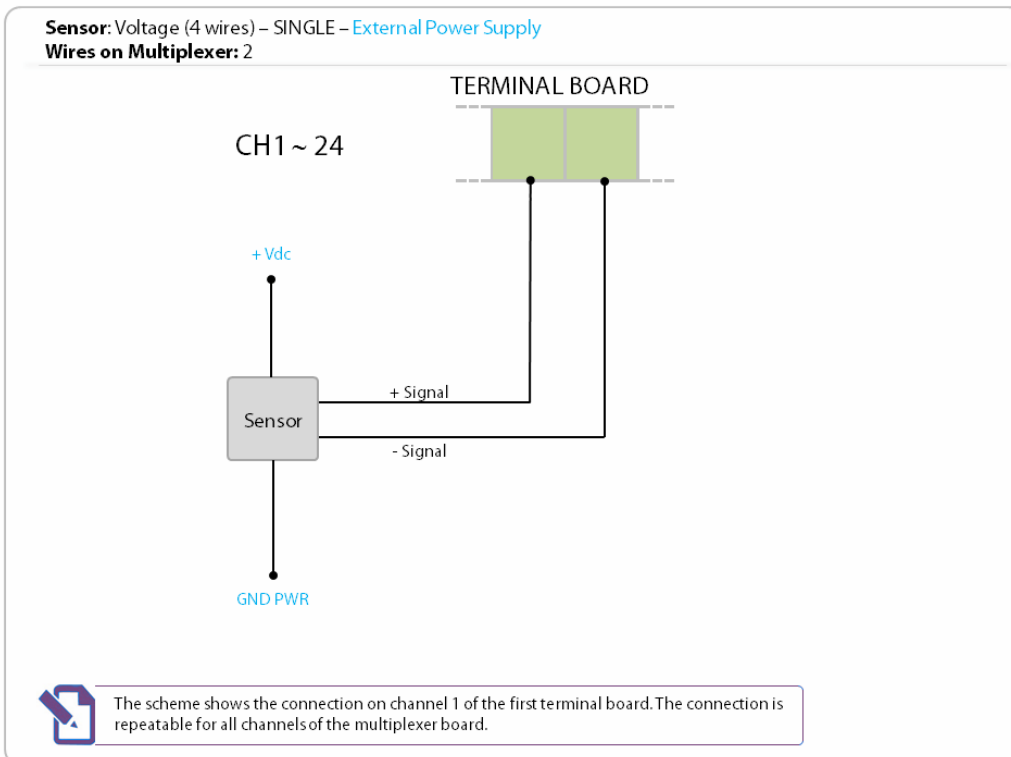 Sensor: Voltage (4 wires) – SINGLE – External Power Supply
Wires on Multiplexer: 2
TERMINAL BOARD
CH1 ~ 24
+ Vdc
+ Signal
Sensor
- Signal
GND PWR
The scheme shows the connection on channel 1 of the first terminal board. The connection is
repeatable for all channels of the multiplexer board.